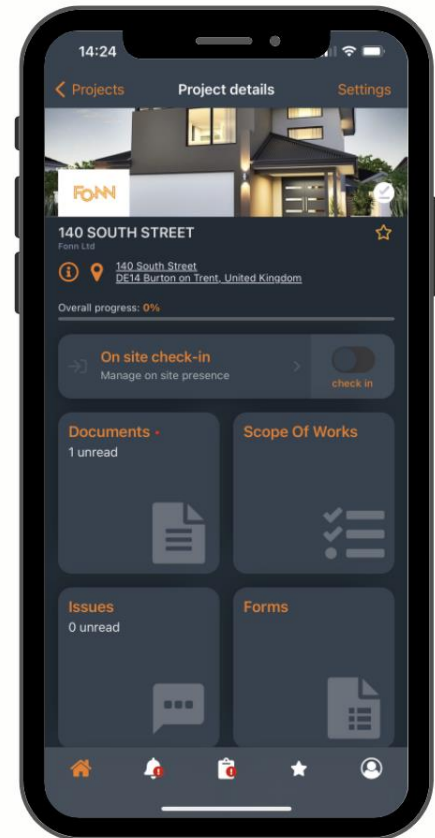 14:24
Projects
Project details
Settings
FONN
140 SOUTH STREET
Fonn Ltd
140 South Street
DE14 Burton on Trent, United Kingdom
Overall progress: 0%
On site check-in
Manage on site presence
check in
Documents
1 unread
Scope Of Works
Issues
0 unread
Forms